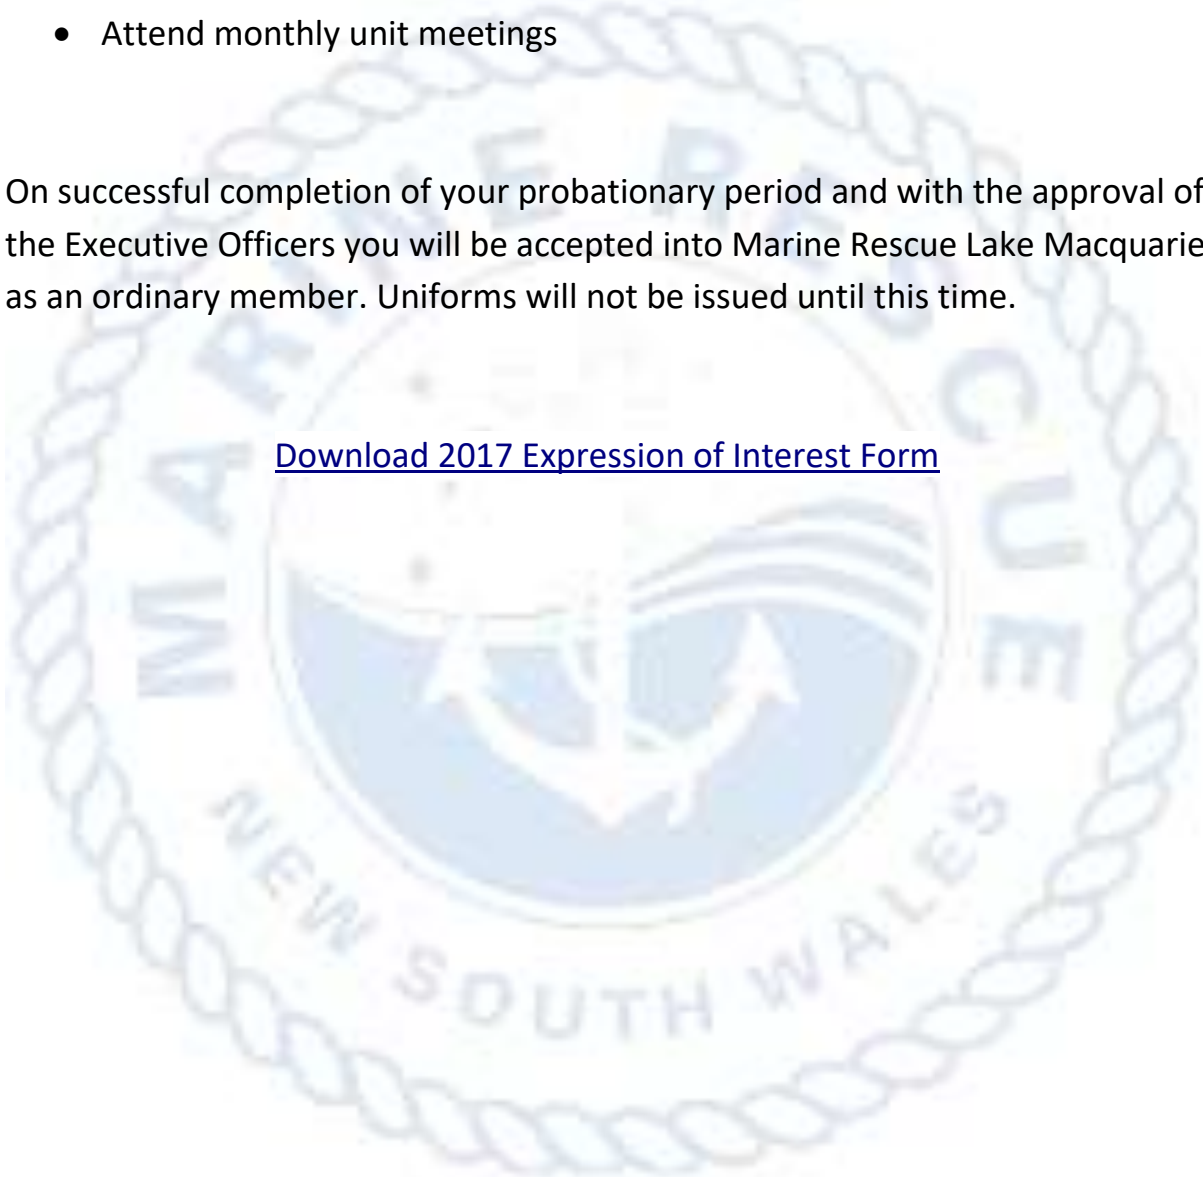 • Attend monthly unit meetings
On successful completion of your probationary period and with the approval of
the Executive Officers you will be accepted into Marine Rescue Lake Macquarie
as an ordinary member. Uniforms will not be issued until this time.
Download 2017 Expression of Interest Form
MARINE RESCUE
NEW SOUTH WALES